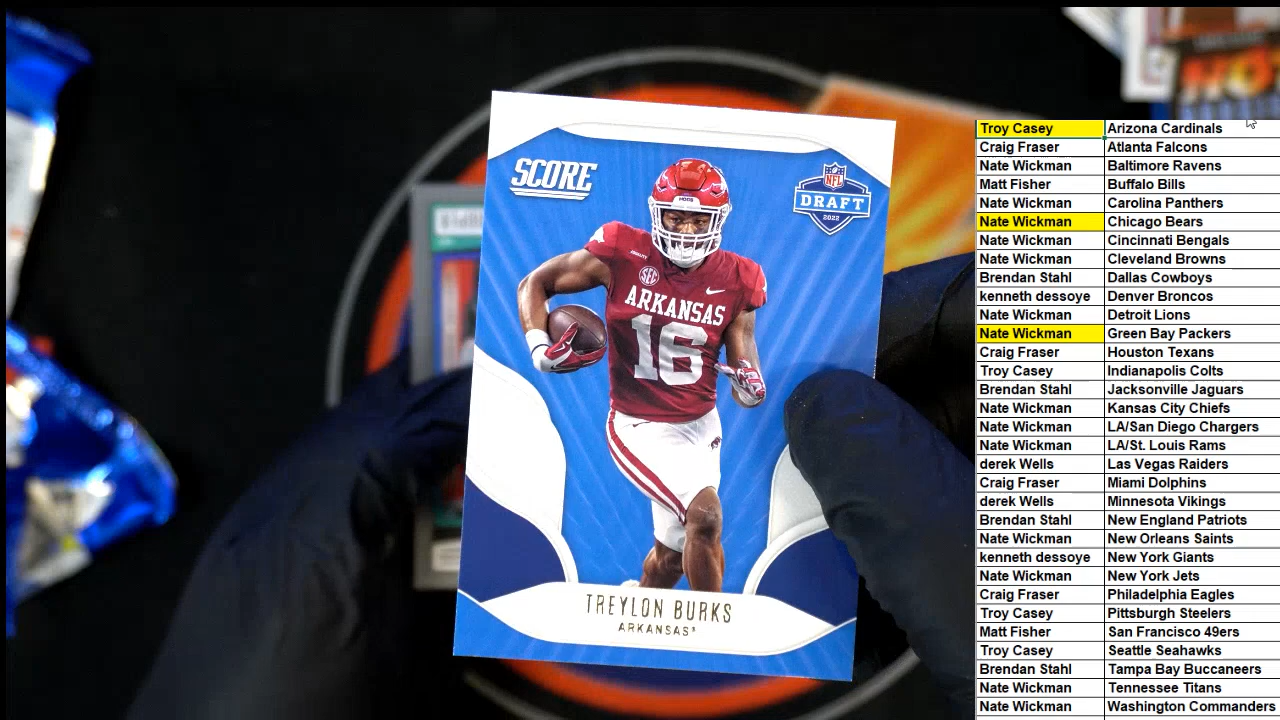 SCORE
NFL
DRAFT
2022
SEC
ARKANSAS
16
TREYLON BURKS
ARKANSAS
Troy Casey Arizona Cardinals
Craig Fraser Atlanta Falcons
Nate Wickman Baltimore Ravens
Matt Fisher Buffalo Bills
Nate Wickman Carolina Panthers
Nate Wickman Chicago Bears
Nate Wickman Cincinnati Bengals
Nate Wickman Cleveland Browns
Brendan Stahl Dallas Cowboys
kenneth dessoye Denver Broncos
Nate Wickman Detroit Lions
Nate Wickman Green Bay Packers
Craig Fraser Houston Texans
Troy Casey Indianapolis Colts
Brendan Stahl Jacksonville Jaguars
Nate Wickman Kansas City Chiefs
Nate Wickman LA/San Diego Chargers
Nate Wickman LA/St. Louis Rams
derek Wells Las Vegas Raiders
Craig Fraser Miami Dolphins
derek Wells Minnesota Vikings
Brendan Stahl New England Patriots
Nate Wickman New Orleans Saints
kenneth dessoye New York Giants
Nate Wickman New York Jets
Craig Fraser Philadelphia Eagles
Troy Casey Pittsburgh Steelers
Matt Fisher San Francisco 49ers
Troy Casey Seattle Seahawks
Brendan Stahl Tampa Bay Buccaneers
Nate Wickman Tennessee Titans
Nate Wickman Washington Commanders